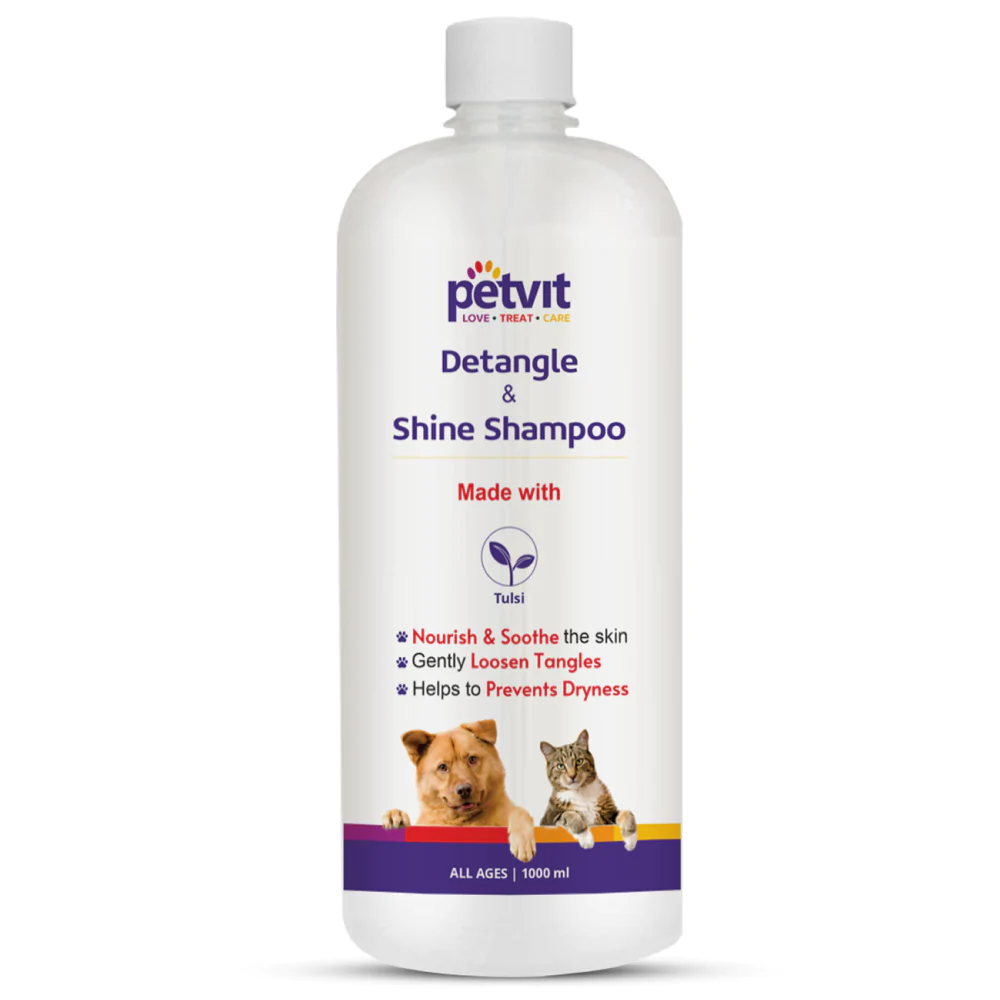 petvit
LOVE • TREAT • CARE
Detangle
&
Shine Shampoo
Made with
Tulsi
Nourish & Soothe the skin
Gently Loosen Tangles
Helps to Prevents Dryness
ALL AGES | 1000 ml